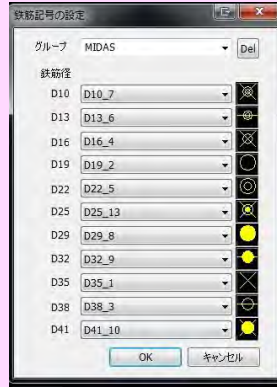 鉄筋記号の設定
グループ MIDAS Del
鉄筋径
D10 D10_7
D13 D13_6
D16 D16_4
D19 D19_2
D22 D22_5
D25 D25_13
D29 D29_8
D32 D32_9
D35 D35_1
D38 D38_3
D41 D41_10
OK キャンセル